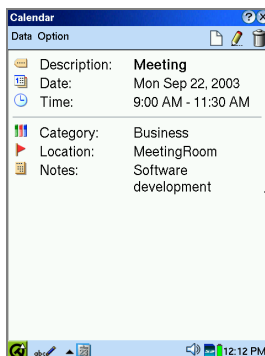 Calendar
Data Option
Description: Meeting
Date: Mon Sep 22, 2003
Time: 9:00 AM - 11:30 AM
Category: Business
Location: MeetingRoom
Notes: Software
development
abc 12:12 PM